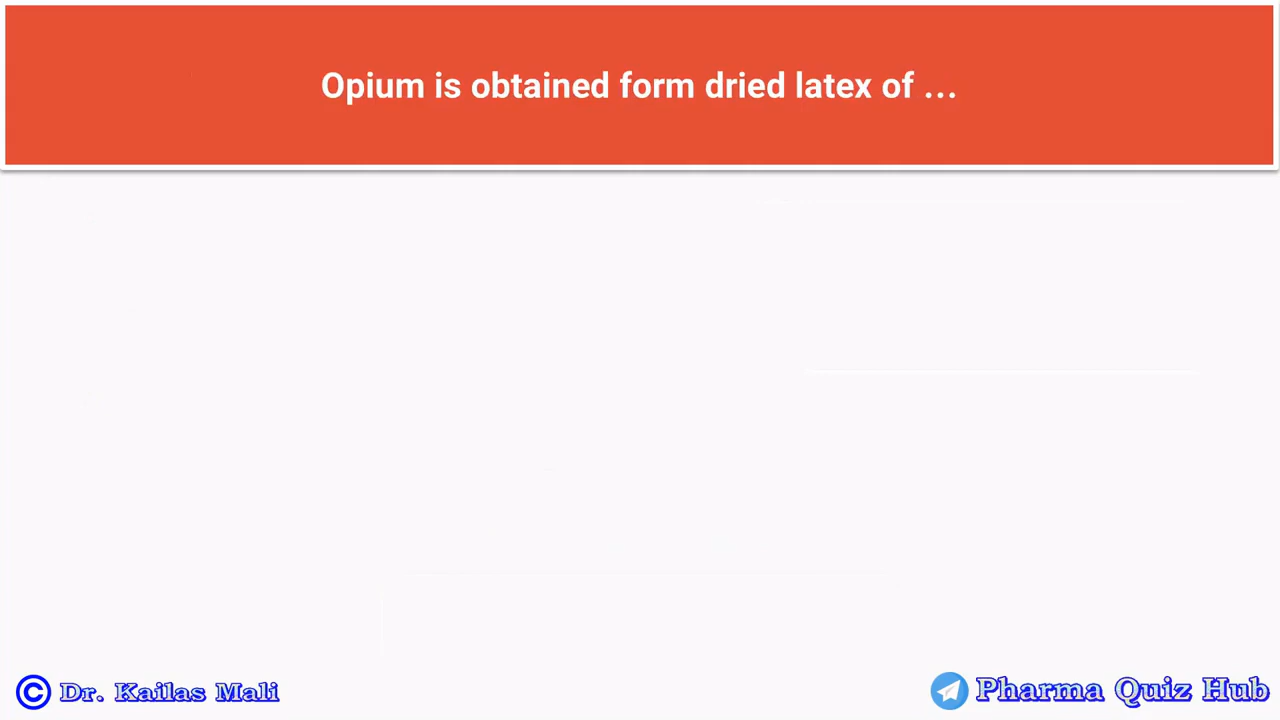 Opium is obtained form dried latex of ...
© Dr. Kailas Mali
Pharma Quiz Hub